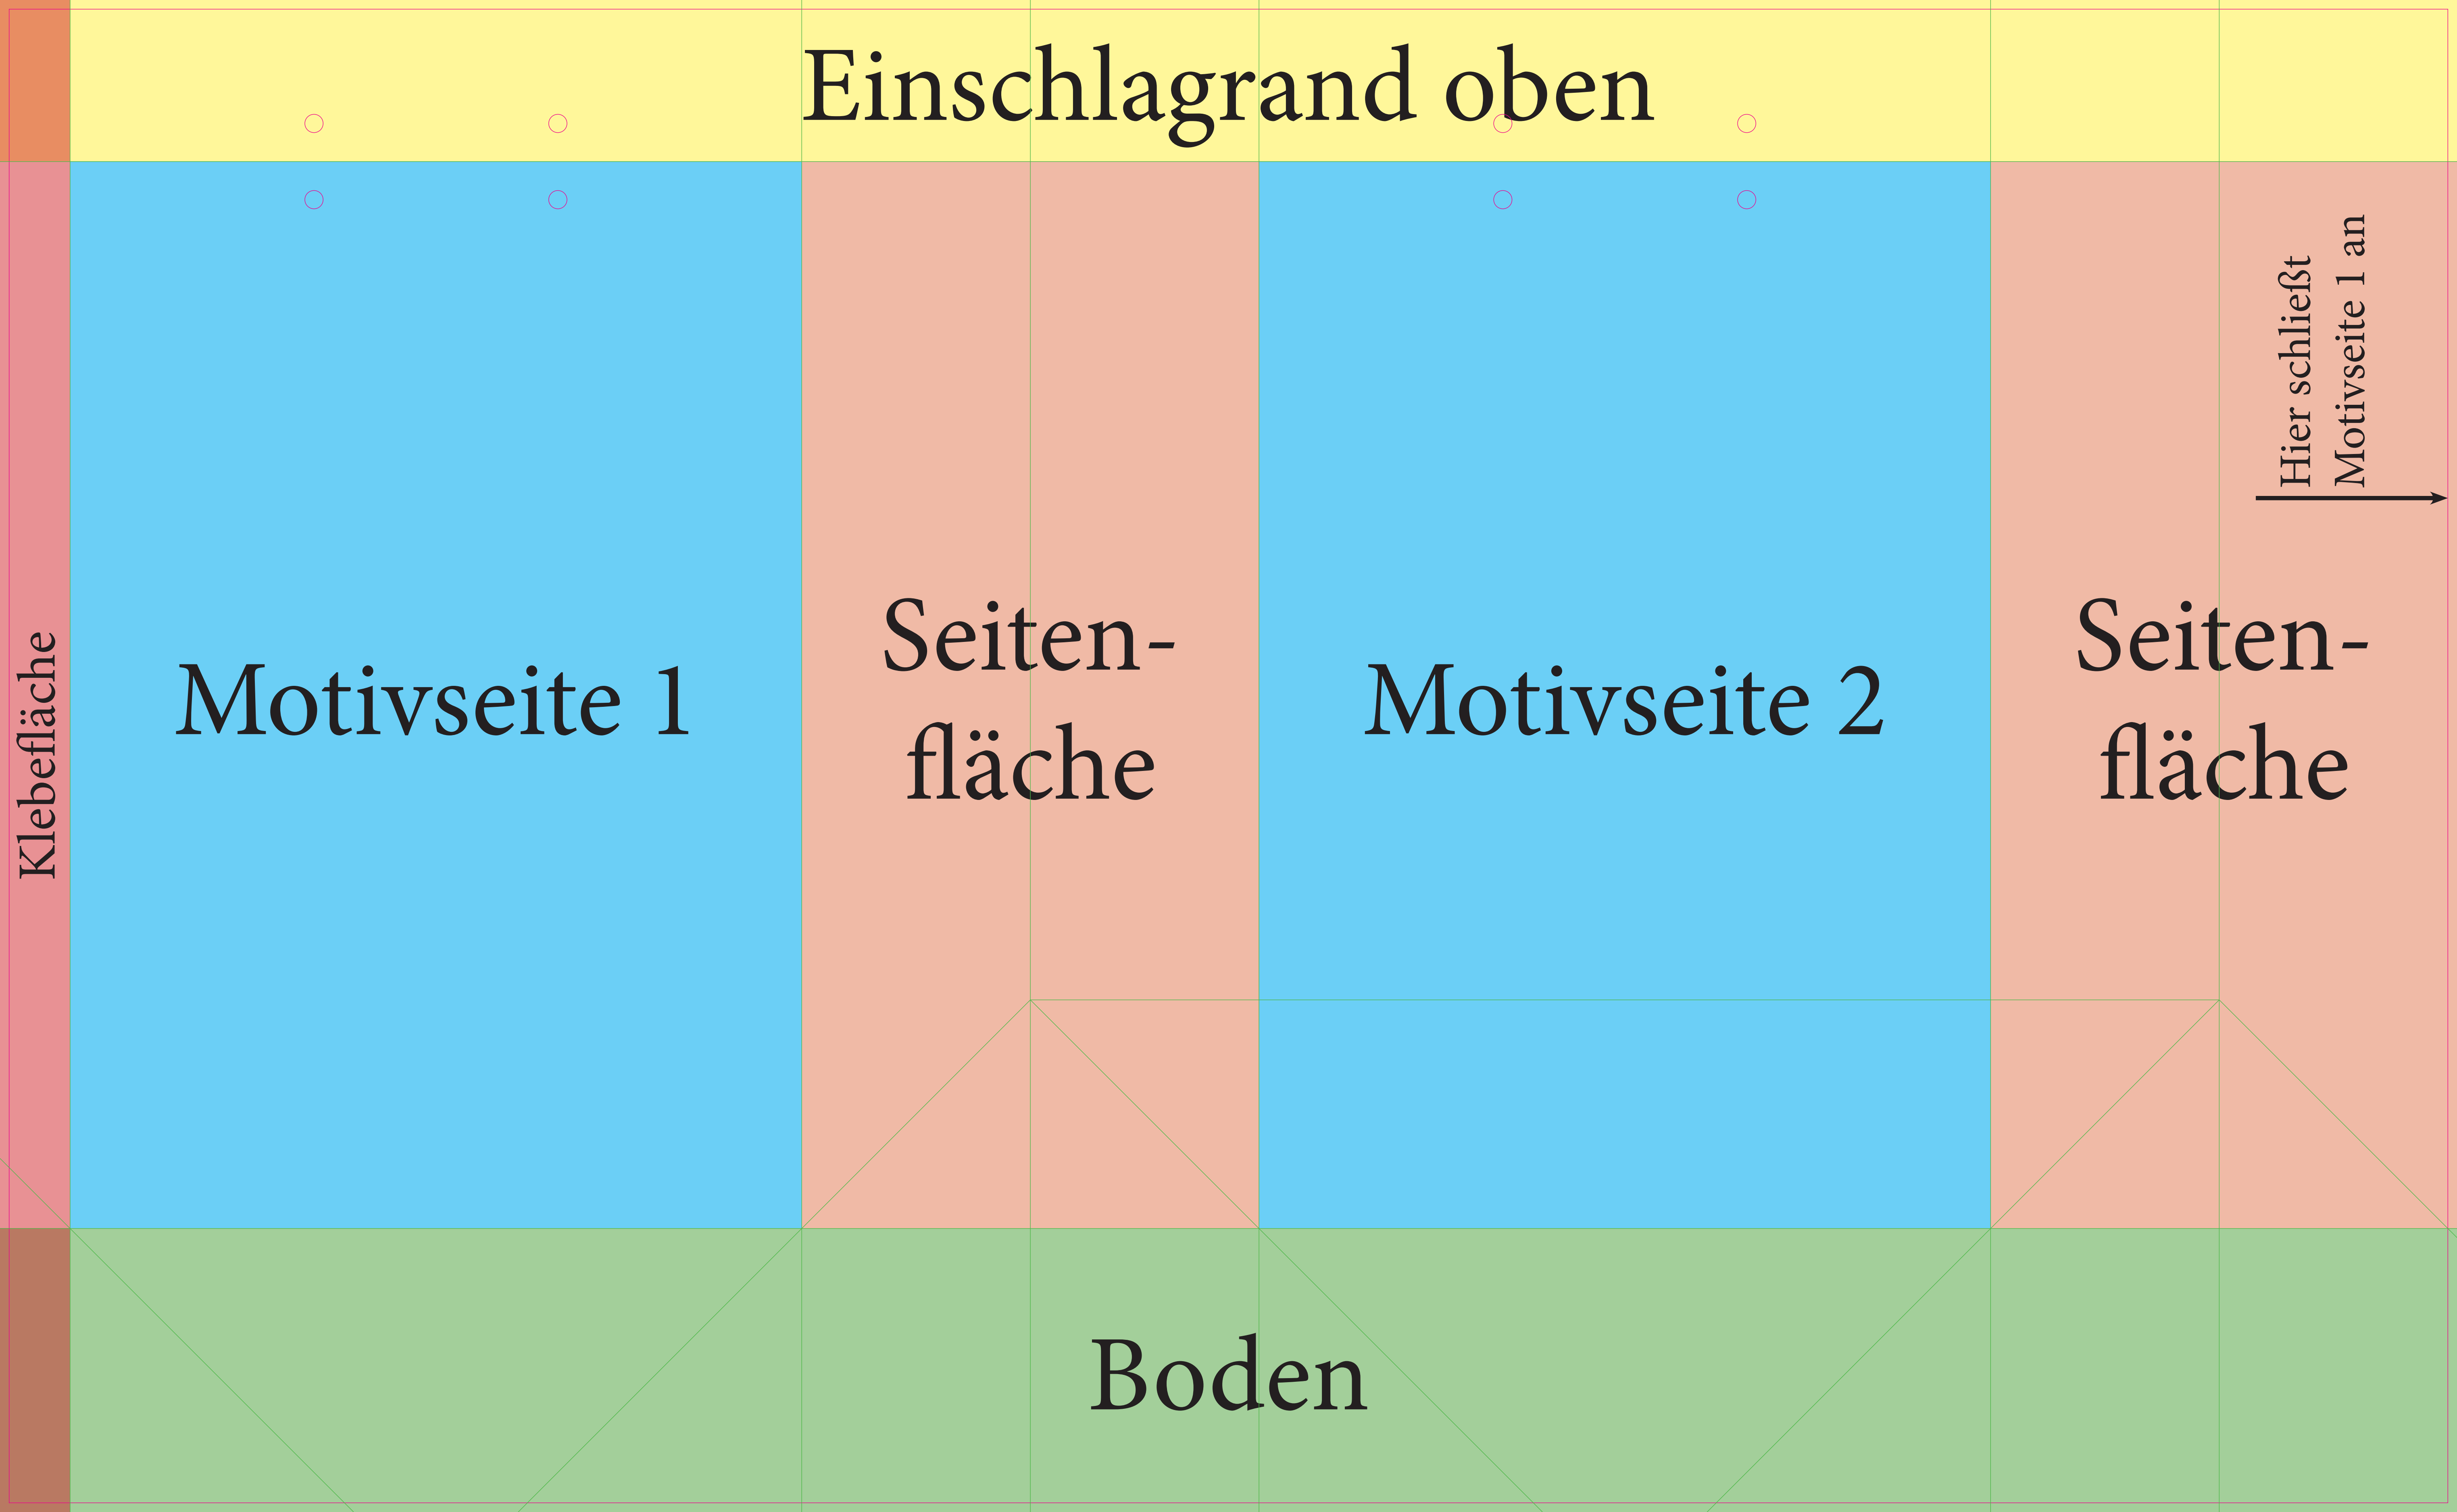 Einschlagrand oben
Klebefläche
Motivseite 1
Seiten-
fläche
Motivseite 2
Seiten-
fläche
Hier schließt
Motivseite 1 an
Boden